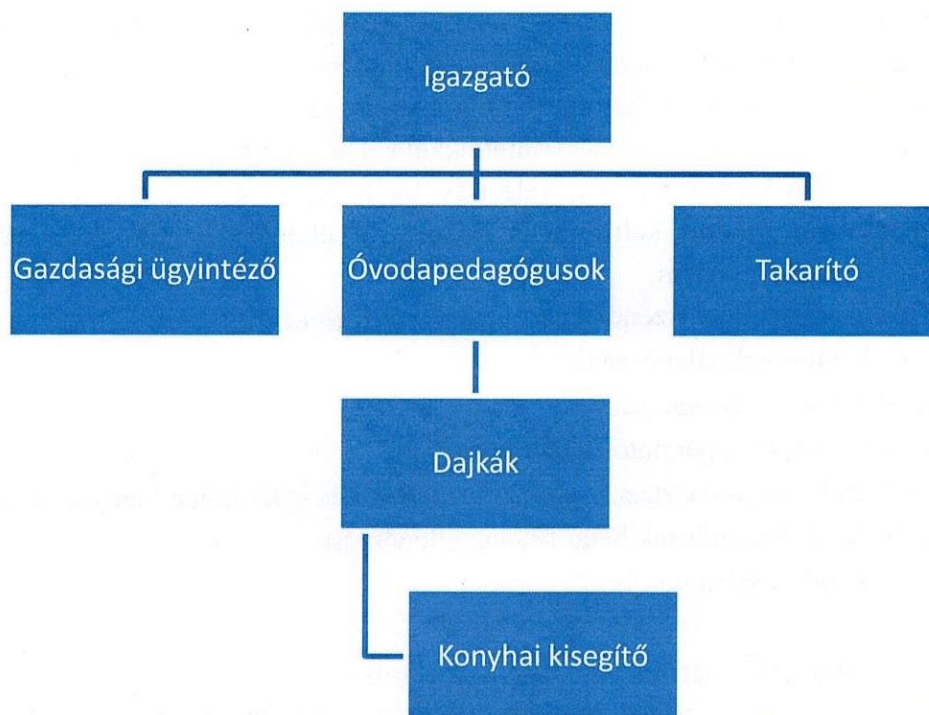 Igazgató
Gazdasági ügyintéző
Óvodapedagógusok
Takarító
Dajkák
Konyhai kisegítő